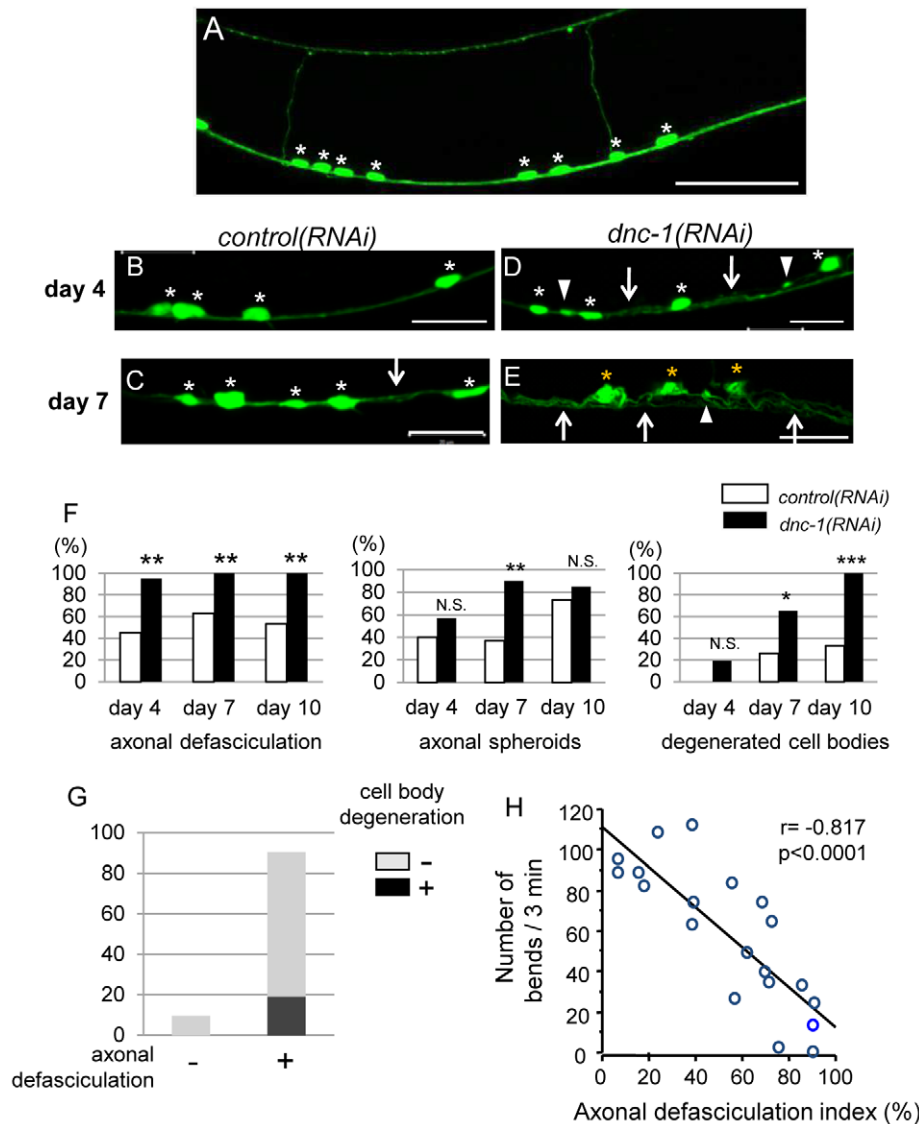 A
* * * * * * * *
control(RNAi) dnc-1(RNAi)
day 4
B
* * * *
D
* * * *
day 7
C
* * * * *
E
* * *
F
control(RNAi)
dnc-1(RNAi)
(%)
100
80
60
40
20
** ** **
day 4 day 7 day 10
axonal defasciculation
(%)
100
80
60
40
20
N.S. ** N.S.
day 4 day 7 day 10
axonal spheroids
(%)
100
80
60
40
20
N.S. * ***
day 4 day 7 day 10
degenerated cell bodies
G
100
80
60
40
20
0
axonal
defasciculation
- +
cell body
degeneration
-
+
H
Number of
bends / 3 min
120
100
80
60
40
20
0
r= -0.817
p<0.0001
0 20 40 60 80 100
Axonal defasciculation index (%)